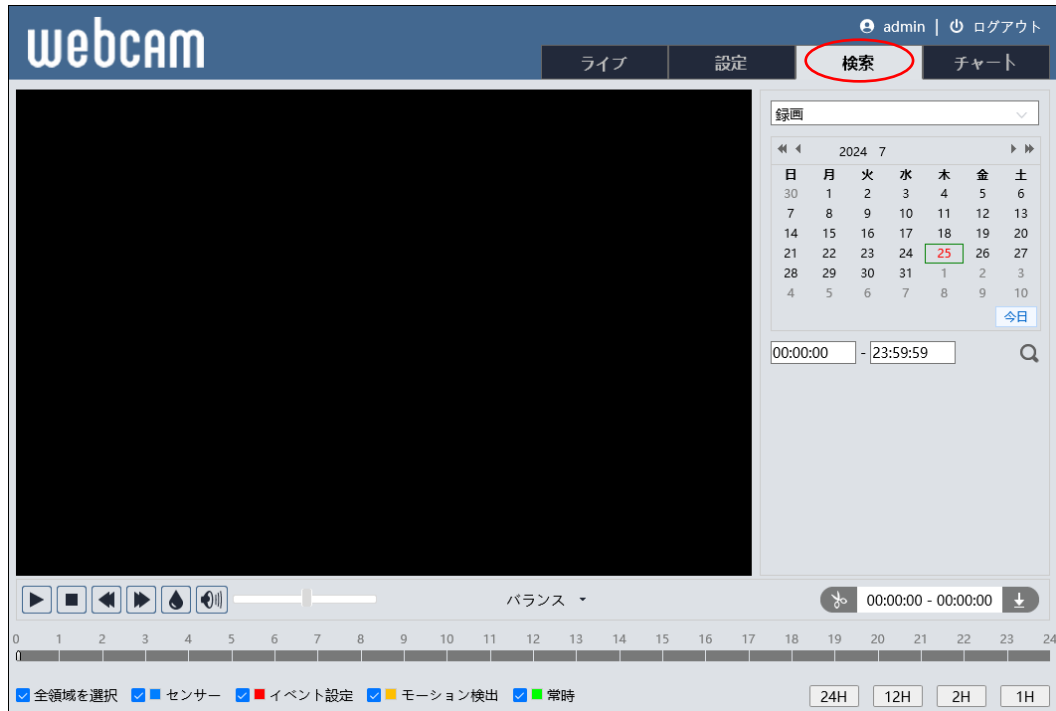 webcam
admin | ログアウト
ライブ 設定 検索 チャート
録画
2024 7
日 月 火 水 木 金 土
30 1 2 3 4 5 6
7 8 9 10 11 12 13
14 15 16 17 18 19 20
21 22 23 24 25 26 27
28 29 30 31 1 2 3
4 5 6 7 8 9 10
今日
00:00:00 - 23:59:59
バランス
00:00:00 - 00:00:00
0 1 2 3 4 5 6 7 8 9 10 11 12 13 14 15 16 17 18 19 20 21 22 23 24
全領域を選択 センサー イベント設定 モーション検出 常時
24H 12H 2H 1H